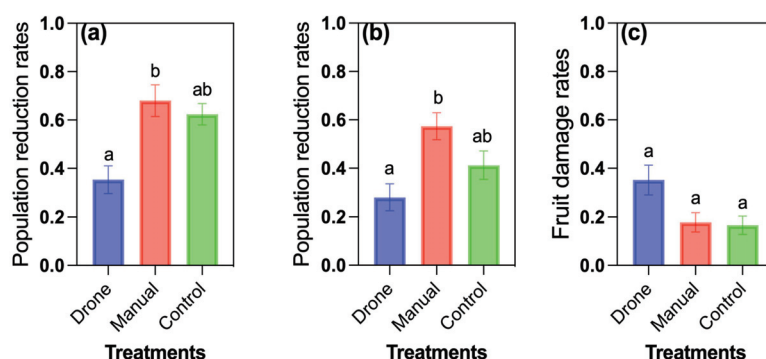 (a)
Population reduction rates
1.0
0.8
0.6
0.4
0.2
0.0
a
b
ab
Drone
Manual
Control
Treatments
(b)
Population reduction rates
1.0
0.8
0.6
0.4
0.2
0.0
a
b
ab
Drone
Manual
Control
Treatments
(c)
Fruit damage rates
1.0
0.8
0.6
0.4
0.2
0.0
a
a
a
Drone
Manual
Control
Treatments